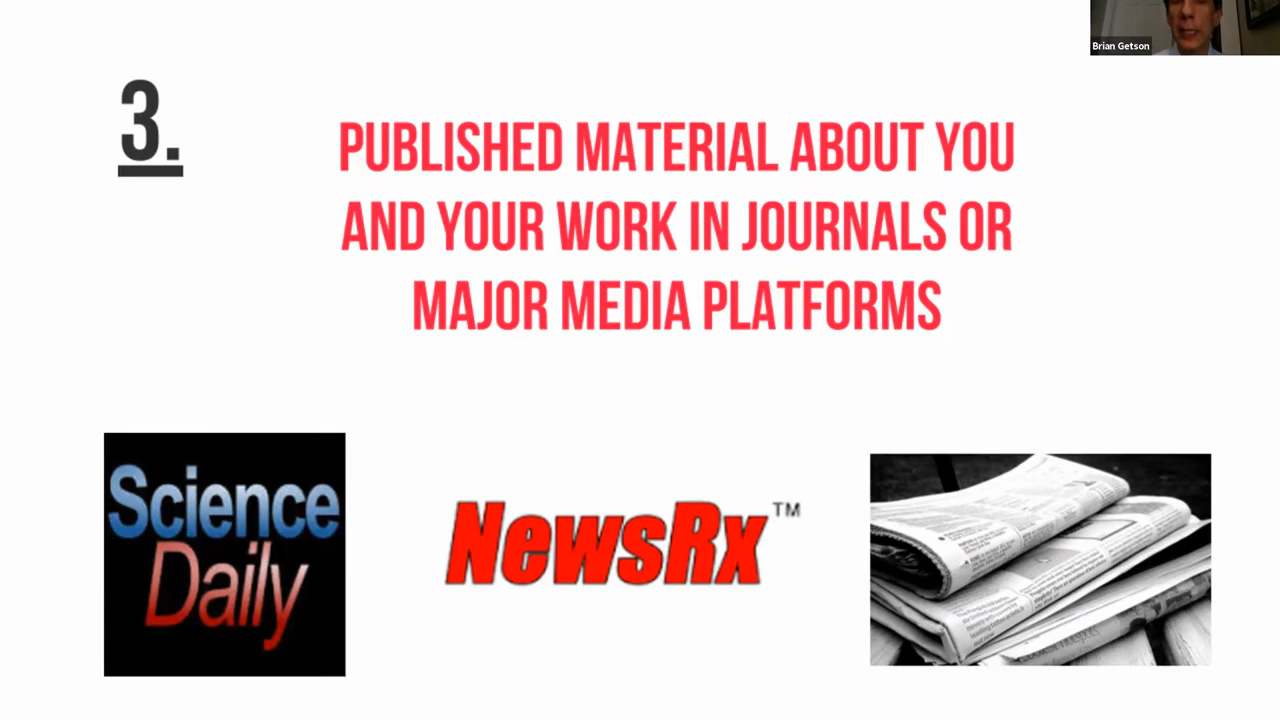 Brian Getson
3.
PUBLISHED MATERIAL ABOUT YOU
AND YOUR WORK IN JOURNALS OR
MAJOR MEDIA PLATFORMS
Science
Daily
NewsRx™